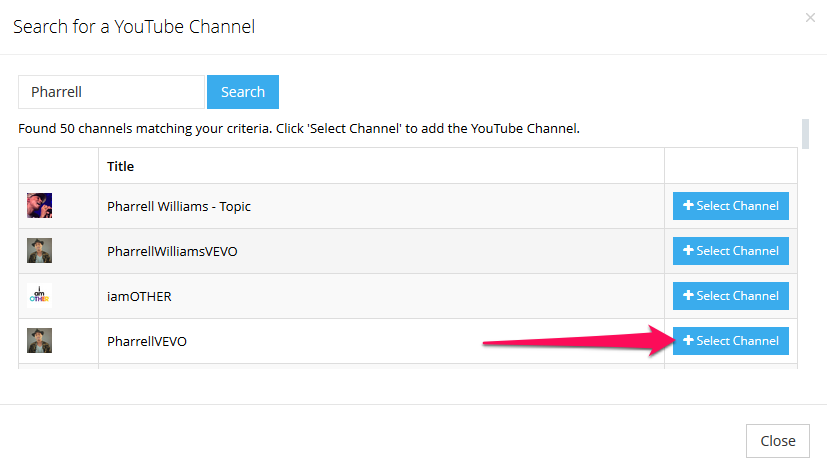 Search for a YouTube Channel
×
Pharrell
Search
Found 50 channels matching your criteria. Click 'Select Channel' to add the YouTube Channel.
Title
Pharrell Williams - Topic
Select Channel
PharrellWilliamsVEVO
Select Channel
i am
OTHER
iamOTHER
Select Channel
PharrellVEVO
Select Channel
Close